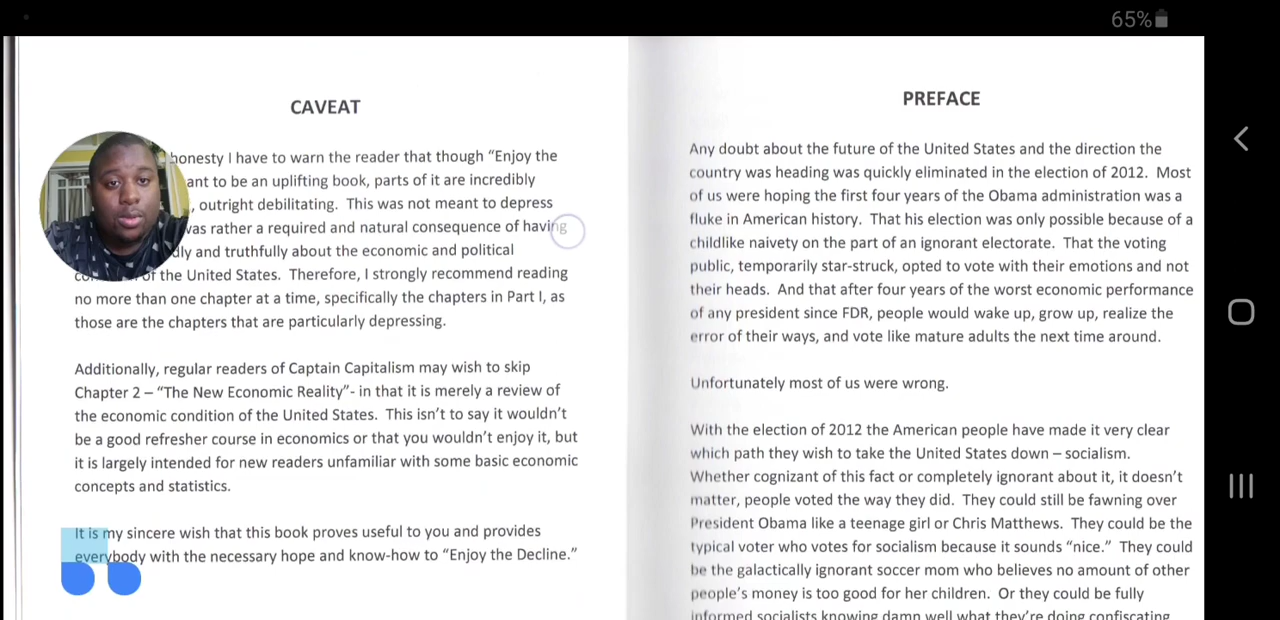 65%
CAVEAT
honesty I have to warn the reader that though “Enjoy the
ant to be an uplifting book, parts of it are incredibly
, outright debilitating. This was not meant to depress
was rather a required and natural consequence of having
dly and truthfully about the economic and political
of the United States. Therefore, I strongly recommend reading
no more than one chapter at a time, specifically the chapters in Part I, as
those are the chapters that are particularly depressing.
Additionally, regular readers of Captain Capitalism may wish to skip
Chapter 2 – “The New Economic Reality”- in that it is merely a review of
the economic condition of the United States. This isn’t to say it wouldn’t
be a good refresher course in economics or that you wouldn’t enjoy it, but
it is largely intended for new readers unfamiliar with some basic economic
concepts and statistics.
It is my sincere wish that this book proves useful to you and provides
everybody with the necessary hope and know-how to “Enjoy the Decline.”
PREFACE
Any doubt about the future of the United States and the direction the
country was heading was quickly eliminated in the election of 2012. Most
of us were hoping the first four years of the Obama administration was a
fluke in American history. That his election was only possible because of a
childlike naivety on the part of an ignorant electorate. That the voting
public, temporarily star-struck, opted to vote with their emotions and not
their heads. And that after four years of the worst economic performance
of any president since FDR, people would wake up, grow up, realize the
error of their ways, and vote like mature adults the next time around.
Unfortunately most of us were wrong.
With the election of 2012 the American people have made it very clear
which path they wish to take the United States down – socialism.
Whether cognizant of this fact or completely ignorant about it, it doesn’t
matter, people voted the way they did. They could still be fawning over
President Obama like a teenage girl or Chris Matthews. They could be the
typical voter who votes for socialism because it sounds “nice.” They could
be the galactically ignorant soccer mom who believes no amount of other
people’s money is too good for her children. Or they could be fully
informed socialists knowing damn well what they’re doing confiscating